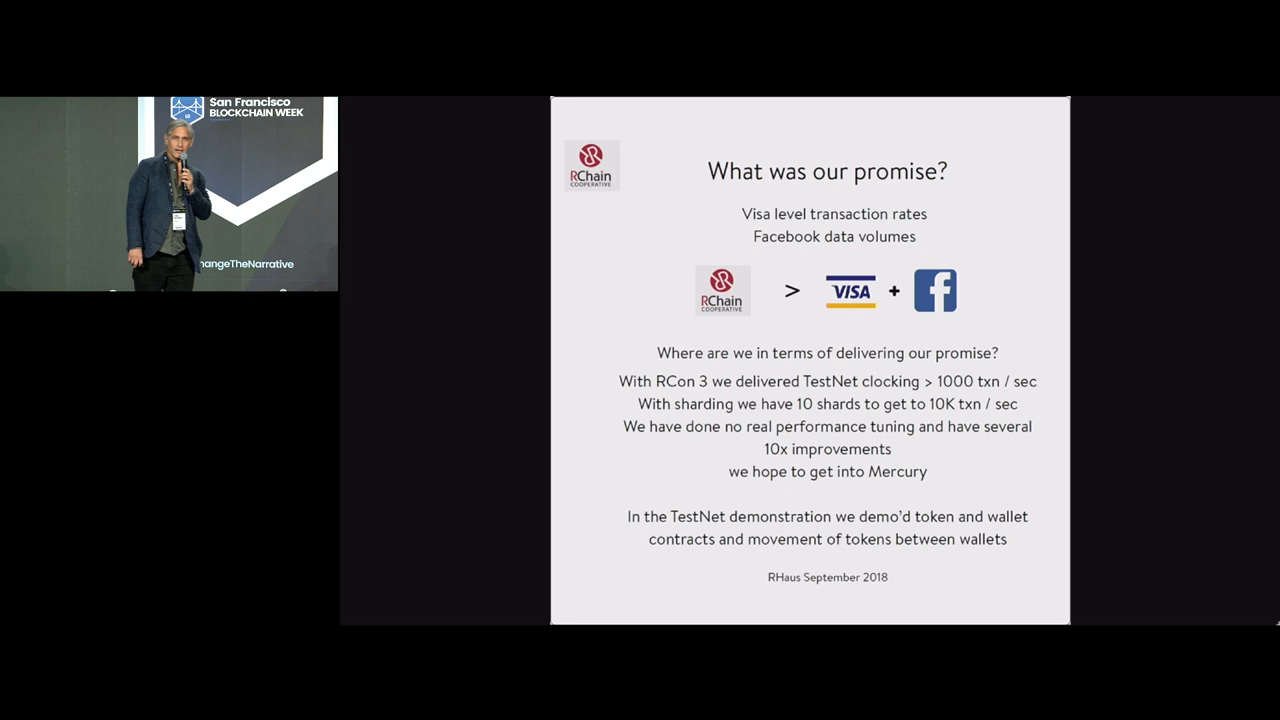 San Francisco
BLOCKCHAIN WEEK
hangeTheNarrative
RChain
COOPERATIVE
What was our promise?
Visa level transaction rates
Facebook data volumes
RChain
COOPERATIVE
>
VISA
+
f
Where are we in terms of delivering our promise?
With RCon 3 we delivered TestNet clocking > 1000 txn / sec
With sharding we have 10 shards to get to 10K txn / sec
We have done no real performance tuning and have several
10x improvements
we hope to get into Mercury
In the TestNet demonstration we demo'd token and wallet
contracts and movement of tokens between wallets
RHaus September 2018